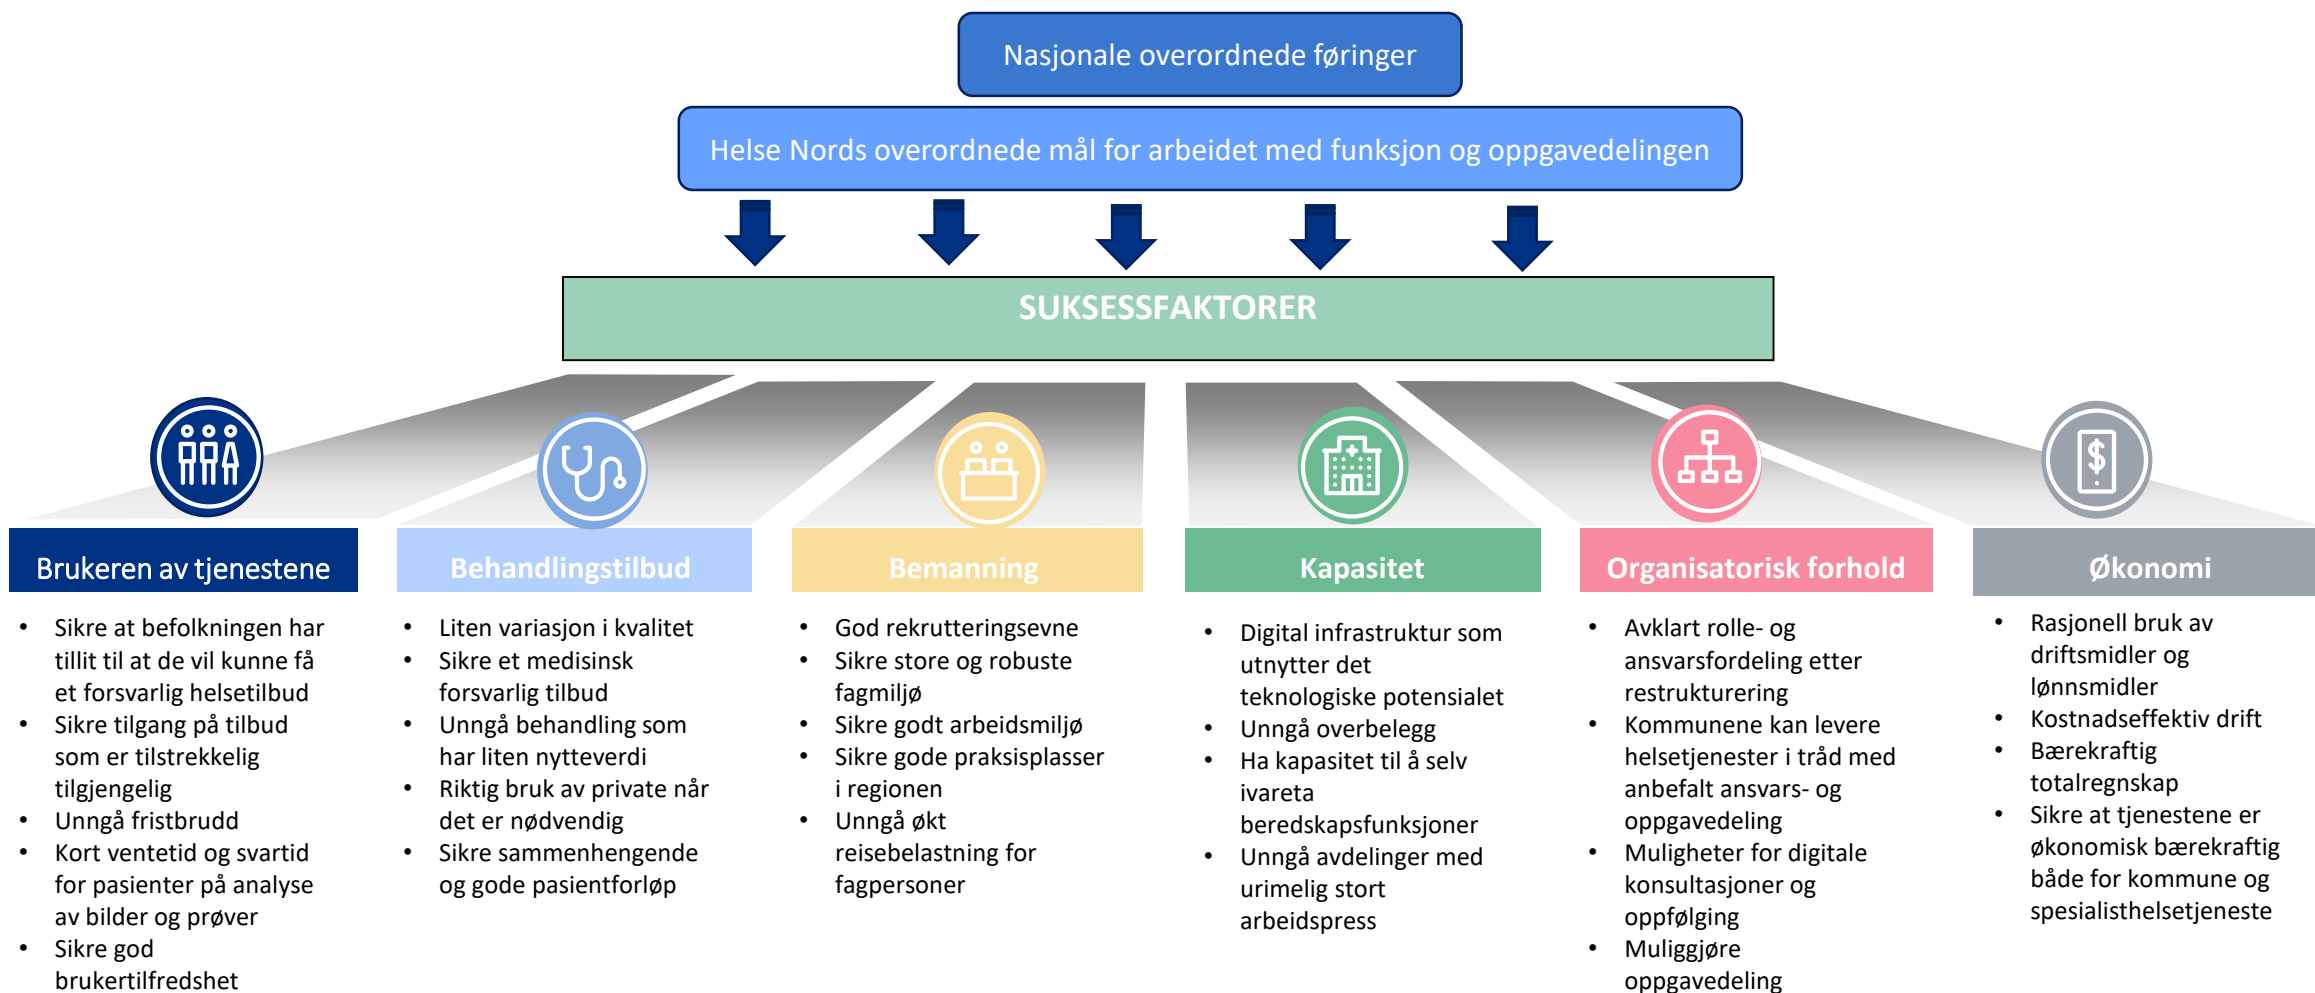 Nasjonale overordnede føringer
Helse Nords overordnede mål for arbeidet med funksjon og oppgavedelingen
SUKSESSFAKTORER
Brukeren av tjenestene
• Sikre at befolkningen har
tillit til at de vil kunne få
et forsvarlig helsetilbud
• Sikre tilgang på tilbud
som er tilstrekkelig
tilgjengelig
• Unngå fristbrudd
• Kort ventetid og svartid
for pasienter på analyse
av bilder og prøver
• Sikre god
brukertilfredshet
Behandlingstilbud
• Liten variasjon i kvalitet
• Sikre et medisinsk
forsvarlig tilbud
• Unngå behandling som
har liten nytteverdi
• Riktig bruk av private når
det er nødvendig
• Sikre sammenhengende
og gode pasientforløp
Bemanning
• God rekrutteringsevne
• Sikre store og robuste
fagmiljø
• Sikre godt arbeidsmiljø
• Sikre gode praksisplasser
i regionen
• Unngå økt
reisebelastning for
fagpersoner
Kapasitet
• Digital infrastruktur som
utnytter det
teknologiske potensialet
• Unngå overbelegg
• Ha kapasitet til å selv
ivareta
beredskapsfunksjoner
• Unngå avdelinger med
urimelig stort
arbeidspress
Organisatorisk forhold
• Avklart rolle- og
ansvarsfordeling etter
restrukturering
• Kommunene kan levere
helsetjenester i tråd med
anbefalt ansvars- og
oppgavedeling
• Muligheter for digitale
konsultasjoner og
oppfølging
• Muliggjøre
oppgavedeling
Økonomi
• Rasjonell bruk av
driftsmidler og
lønnsmidler
• Kostnadseffektiv drift
• Bærekraftig
totalregnskap
• Sikre at tjenestene er
økonomisk bærekraftig
både for kommune og
spesialisthelsetjeneste